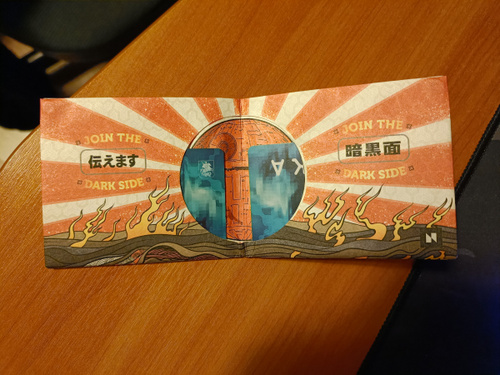 JOIN THE
伝えます
DARK SIDE
JOIN THE
暗黒面
DARK SIDE